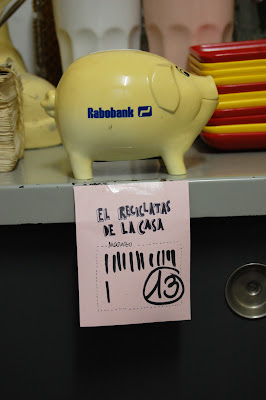 Rabobank
EL RECICLATAS
DE LA CASA
13